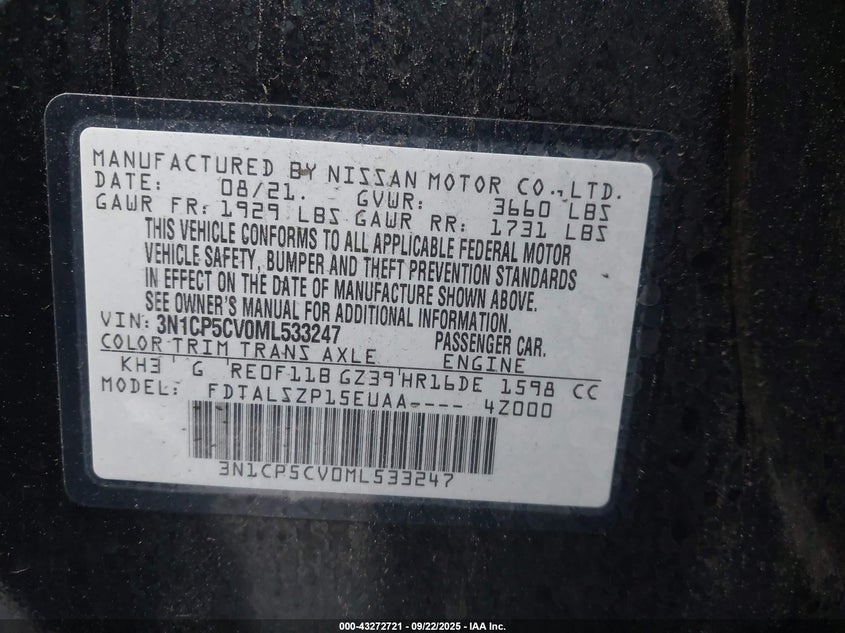 MANUFACTURED BY NISSAN MOTOR CO., LTD.
DATE: 08/21. GVWR: 3660 LBS
GAWR FR: 1929 LBS GAWR RR: 1731 LBS
THIS VEHICLE CONFORMS TO ALL APPLICABLE FEDERAL MOTOR
VEHICLE SAFETY, BUMPER AND THEFT PREVENTION STANDARDS
IN EFFECT ON THE DATE OF MANUFACTURE SHOWN ABOVE.
SEE OWNER'S MANUAL FOR ADDITIONAL INFORMATION.
VIN: 3N1CP5CV0ML533247 PASSENGER CAR.
COLOR TRIM TRANS AXLE ENGINE
KH3 G RE0F11B GZ39 HR16DE 1598 CC
MODEL: FDTALSZP15EUAA---- 4Z000
3N1CP5CV0ML533247
000-43272721 - 09/22/2025 - IAA Inc.